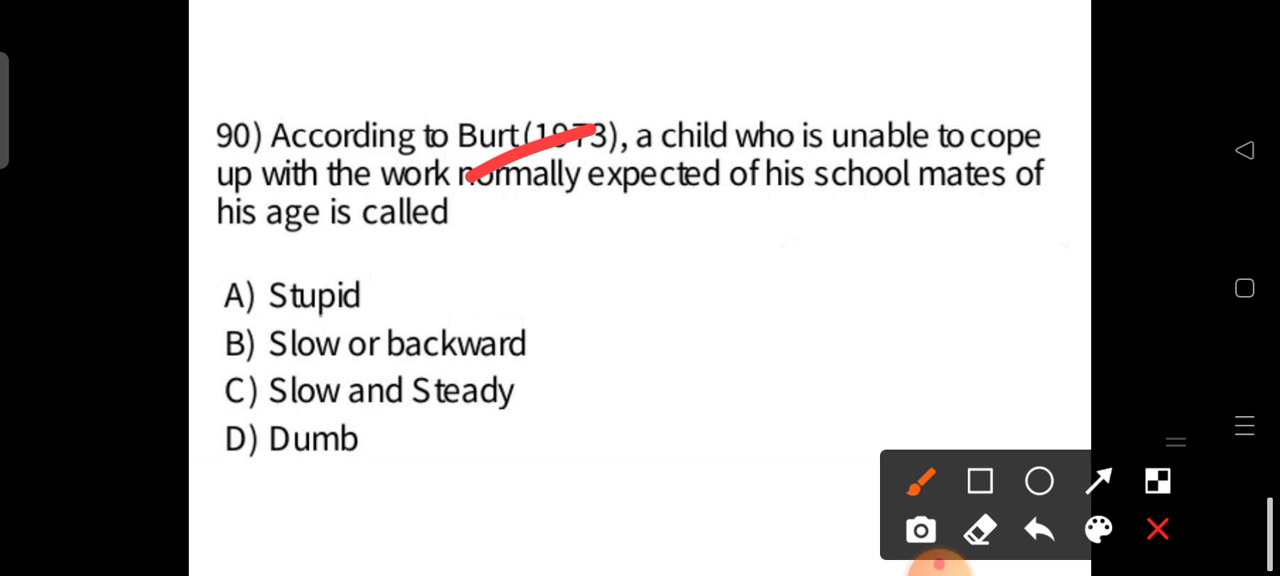 90) According to Burt(1973), a child who is unable to cope
up with the work normally expected of his school mates of
his age is called
A) Stupid
B) Slow or backward
C) Slow and Steady
D) Dumb